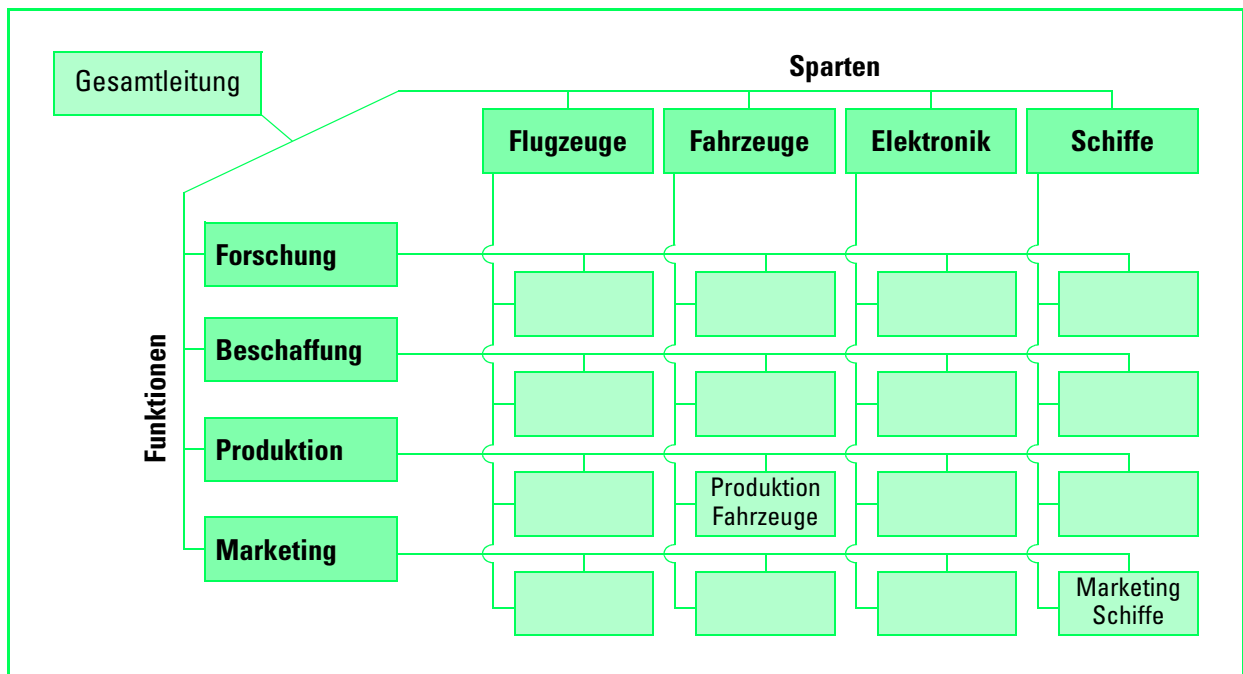 Gesamtleitung
Sparten
Flugzeuge
Fahrzeuge
Elektronik
Schiffe
Funktionen
Forschung
Beschaffung
Produktion
Produktion
Fahrzeuge
Marketing
Marketing
Schiffe